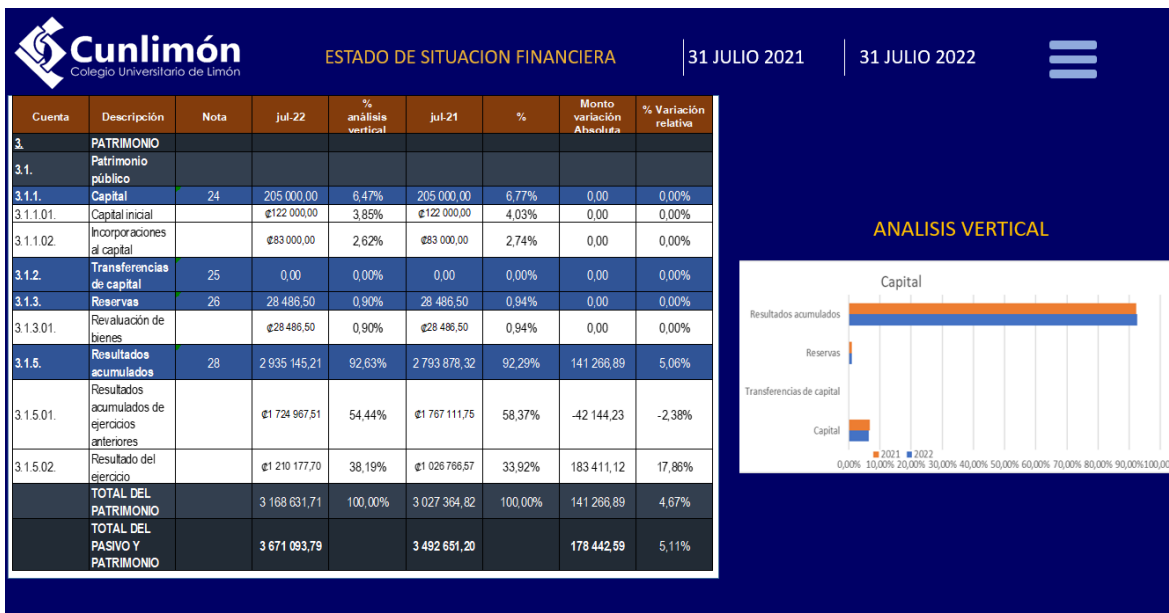 Cunlimón
Colegio Universitario de Limón
ESTADO DE SITUACION FINANCIERA
31 JULIO 2021
31 JULIO 2022
Cuenta Descripción Nota jul-22 % análisis vertical jul-21 % Monto variación Absoluta % Variación relativa
3. PATRIMONIO
3.1. Patrimonio público
3.1.1. Capital 24 205 000,00 6,47% 205 000,00 6,77% 0,00 0,00%
3.1.1.01. Capital inicial ₡122 000,00 3,85% ₡122 000,00 4,03% 0,00 0,00%
3.1.1.02. Incorporaciones al capital ₡83 000,00 2,62% ₡83 000,00 2,74% 0,00 0,00%
3.1.2. Transferencias de capital 25 0,00 0,00% 0,00 0,00% 0,00 0,00%
3.1.3. Reservas 26 28 486,50 0,90% 28 486,50 0,94% 0,00 0,00%
3.1.3.01. Revaluación de bienes ₡28 486,50 0,90% ₡28 486,50 0,94% 0,00 0,00%
3.1.5. Resultados acumulados 28 2 935 145,21 92,63% 2 793 878,32 92,29% 141 266,89 5,06%
3.1.5.01. Resultados acumulados de ejercicios anteriores ₡1 724 967,51 54,44% ₡1 767 111,75 58,37% -42 144,23 -2,38%
3.1.5.02. Resultado del ejercicio ₡1 210 177,70 38,19% ₡1 026 766,57 33,92% 183 411,12 17,86%
TOTAL DEL PATRIMONIO 3 168 631,71 100,00% 3 027 364,82 100,00% 141 266,89 4,67%
TOTAL DEL PASIVO Y PATRIMONIO 3 671 093,79 3 492 651,20 178 442,59 5,11%
ANALISIS VERTICAL
Capital
Resultados acumulados
Reservas
Transferencias de capital
Capital
2021 2022
0,00% 10,00% 20,00% 30,00% 40,00% 50,00% 60,00% 70,00% 80,00% 90,00%100,00